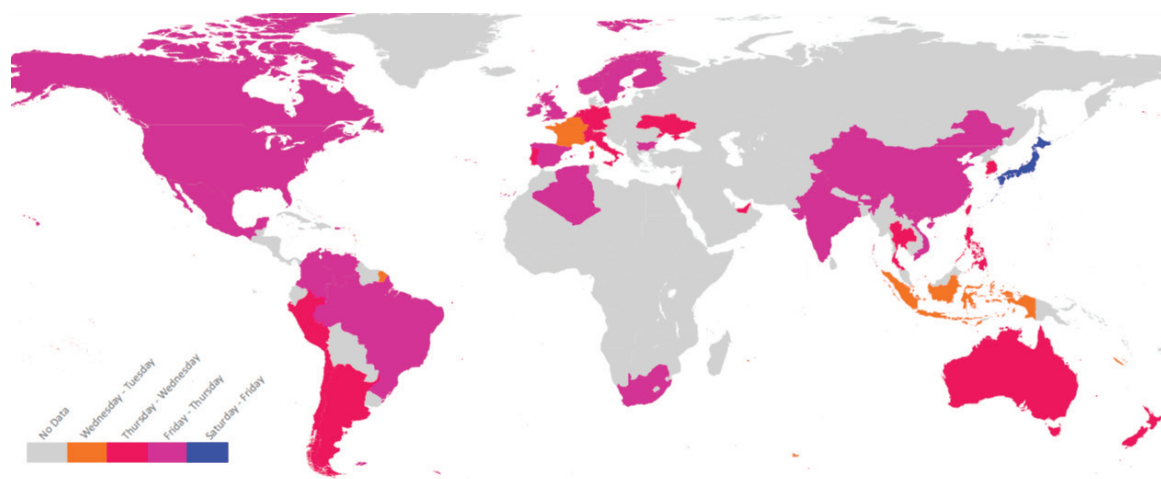 No Data
Wednesday - Tuesday
Thursday - Wednesday
Friday - Thursday
Saturday - Friday